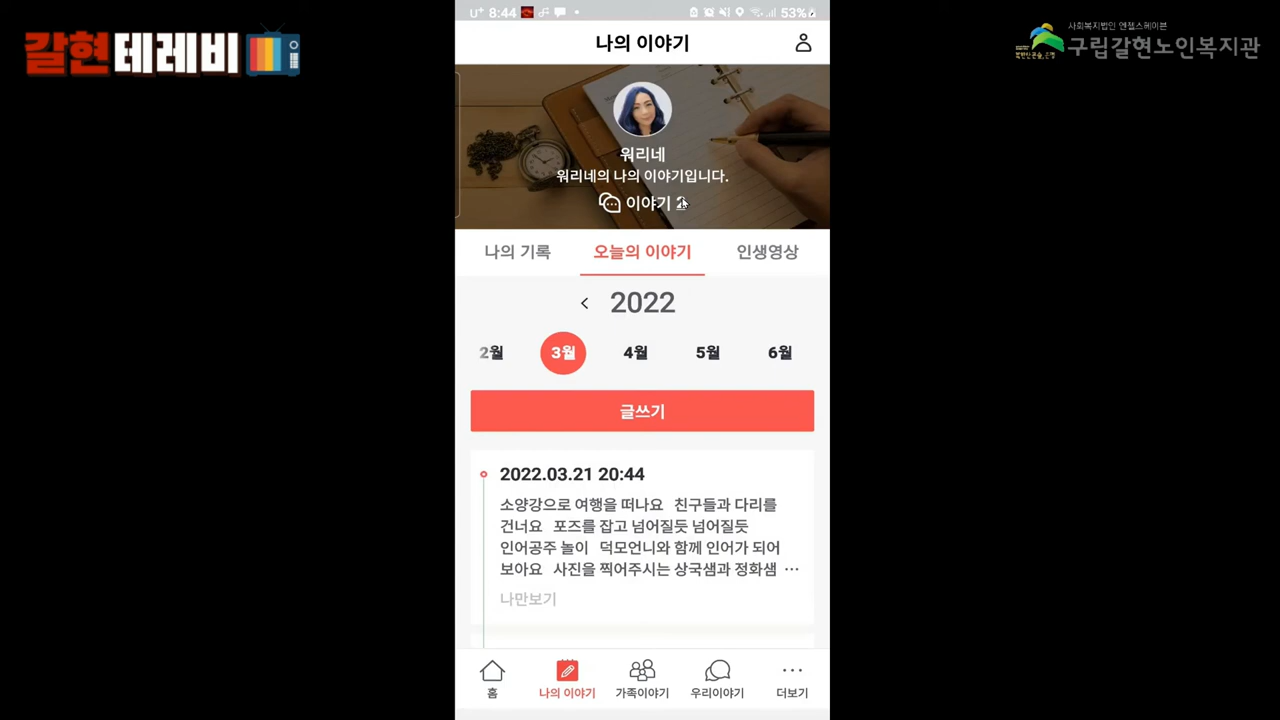 갈현테레비
사회복지법인 엔젤스헤이븐
구립갈현노인복지관
U+ 8:44
53%
나의 이야기
워리네
워리네의 나의 이야기입니다.
이야기
나의 기록
오늘의 이야기
인생영상
2022
2월
3월
4월
5월
6월
글쓰기
2022.03.21 20:44
소양강으로 여행을 떠나요 친구들과 다리를
건너요 포즈를 잡고 넘어질듯 넘어질듯
인어공주 놀이 덕모언니와 함께 인어가 되어
보아요 사진을 찍어주시는 상국샘과 정화샘 ⋯
나만보기
홈
나의 이야기
가족이야기
우리이야기
더보기